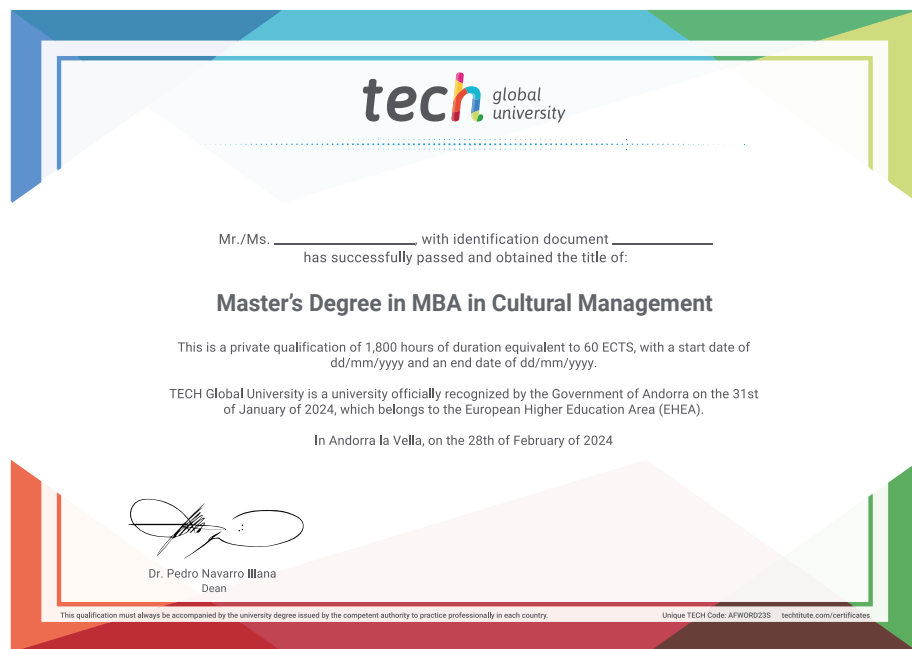 tech global
university
Mr./Ms. ________________, with identification document ____________
has successfully passed and obtained the title of:
Master's Degree in MBA in Cultural Management
This is a private qualification of 1,800 hours of duration equivalent to 60 ECTS, with a start date of
dd/mm/yyyy and an end date of dd/mm/yyyy.
TECH Global University is a university officially recognized by the Government of Andorra on the 31st
of January of 2024, which belongs to the European Higher Education Area (EHEA).
In Andorra la Vella, on the 28th of February of 2024
Dr. Pedro Navarro Illana
Dean
This qualification must always be accompanied by the university degree issued by the competent authority to practice professionally in each country. Unique TECH Code: AFWORD23S techtitute.com/certificates